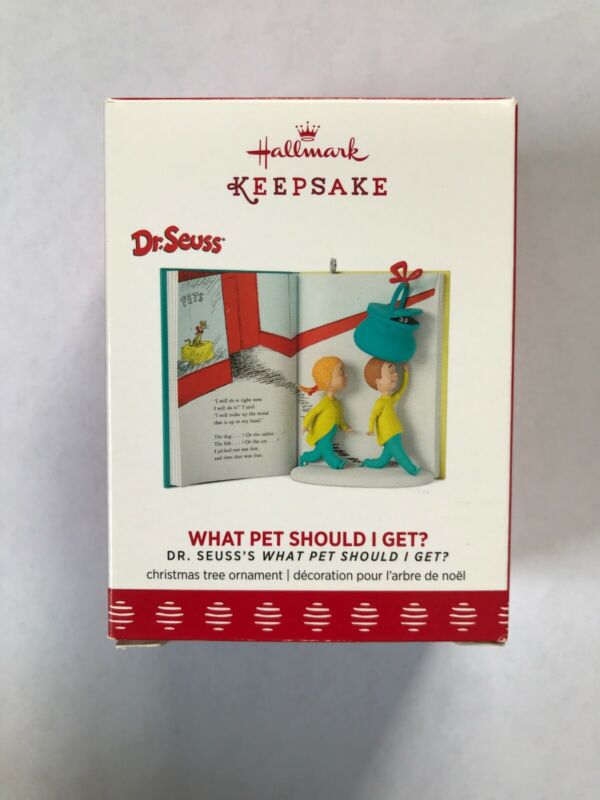 Hallmark
KEEPSAKE
Dr. Seuss
PETS
"I will do it right now.
I will do it!" I said.
"I will make up the mind
that is up in my head."
The dog . . . ? Or the rabbit . . . ?
The fish . . . ? Or the cat . . . ?
I picked one out fast,
and then that was that.
WHAT PET SHOULD I GET?
DR. SEUSS'S WHAT PET SHOULD I GET?
christmas tree ornament | décoration pour l'arbre de noël